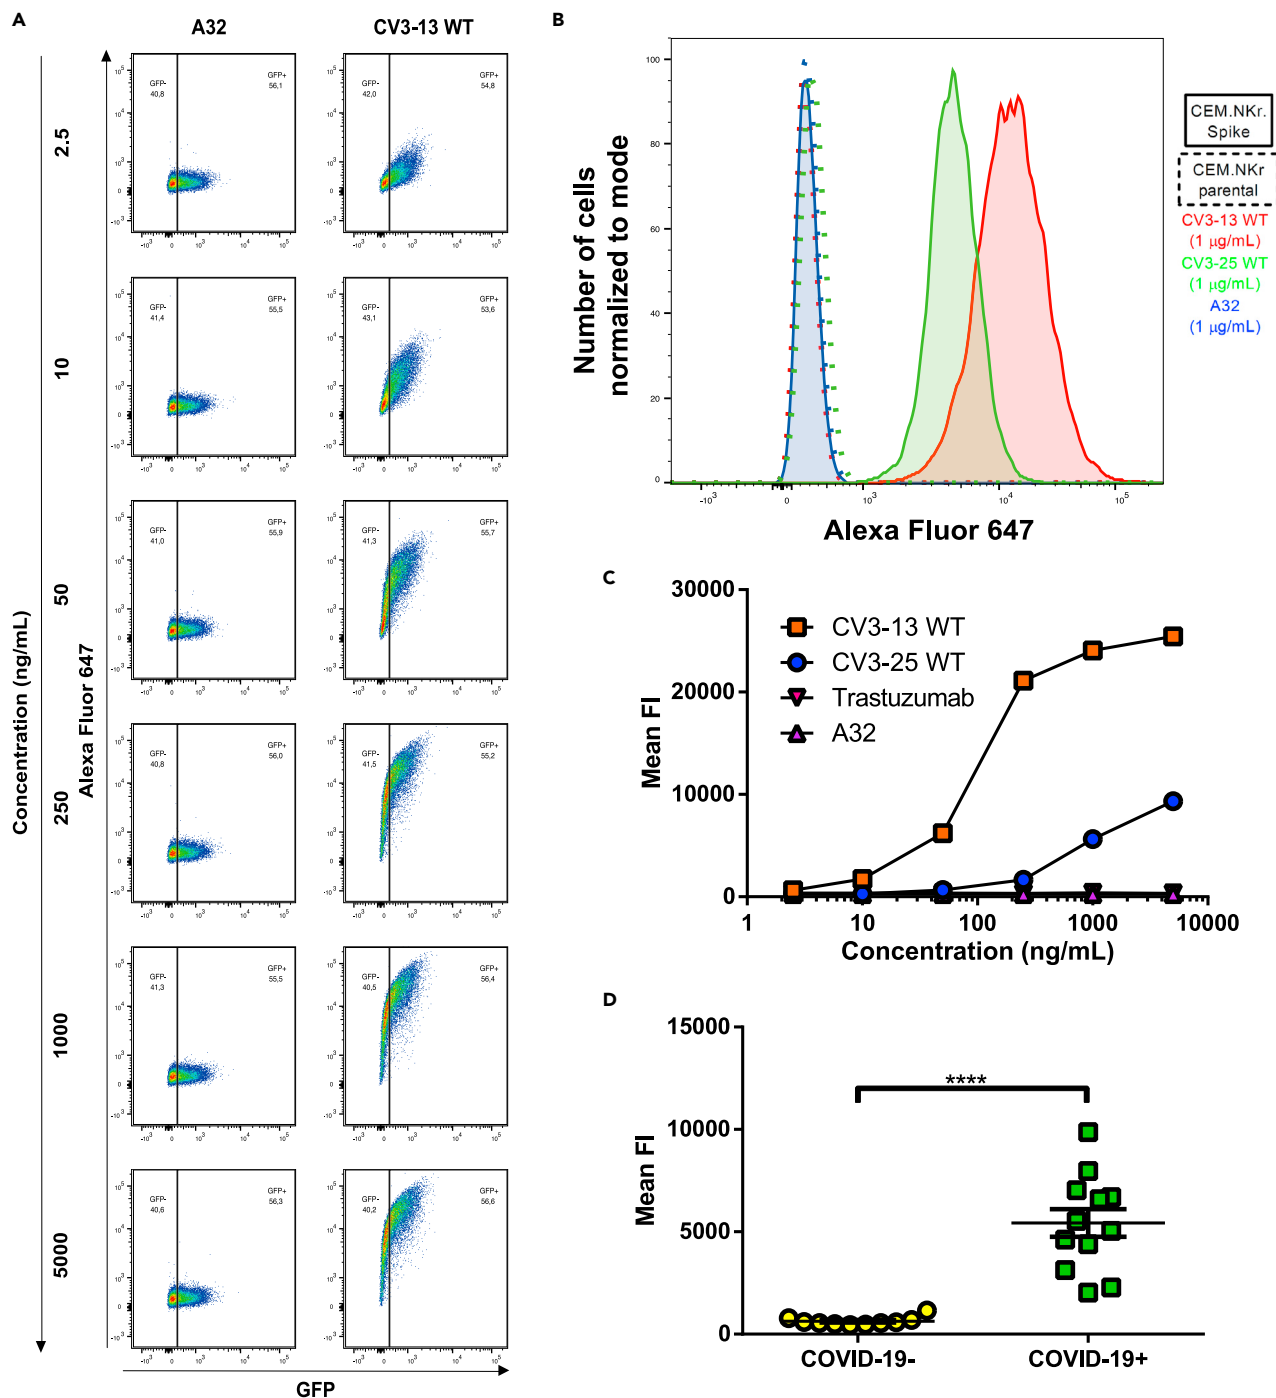 A
A32
CV3-13 WT
Concentration (ng/mL)
Alexa Fluor 647
2.5
GFP-
40,8
GFP+
56,1
GFP-
42,0
GFP+
54,8
10
GFP-
41,4
GFP+
55,5
GFP-
43,1
GFP+
53,6
50
GFP-
41,0
GFP+
55,9
GFP-
41,3
GFP+
55,7
250
GFP-
40,8
GFP+
56,0
GFP-
41,5
GFP+
55,2
1000
GFP-
41,3
GFP+
55,5
GFP-
40,5
GFP+
56,4
5000
GFP-
40,6
GFP+
56,3
GFP-
40,2
GFP+
56,6
-10³ 0 10³ 10⁴ 10⁵
GFP
B
Number of cells
normalized to mode
100
80
60
40
20
0
-10³ 0 10³ 10⁴ 10⁵
Alexa Fluor 647
CEM.NKr.
Spike
CEM.NKr
parental
CV3-13 WT
(1 µg/mL)
CV3-25 WT
(1 µg/mL)
A32
(1 µg/mL)
C
Mean FI
30000
20000
10000
0
CV3-13 WT
CV3-25 WT
Trastuzumab
A32
1 10 100 1000 10000
Concentration (ng/mL)
D
Mean FI
15000
10000
5000
0
****
COVID-19- COVID-19+